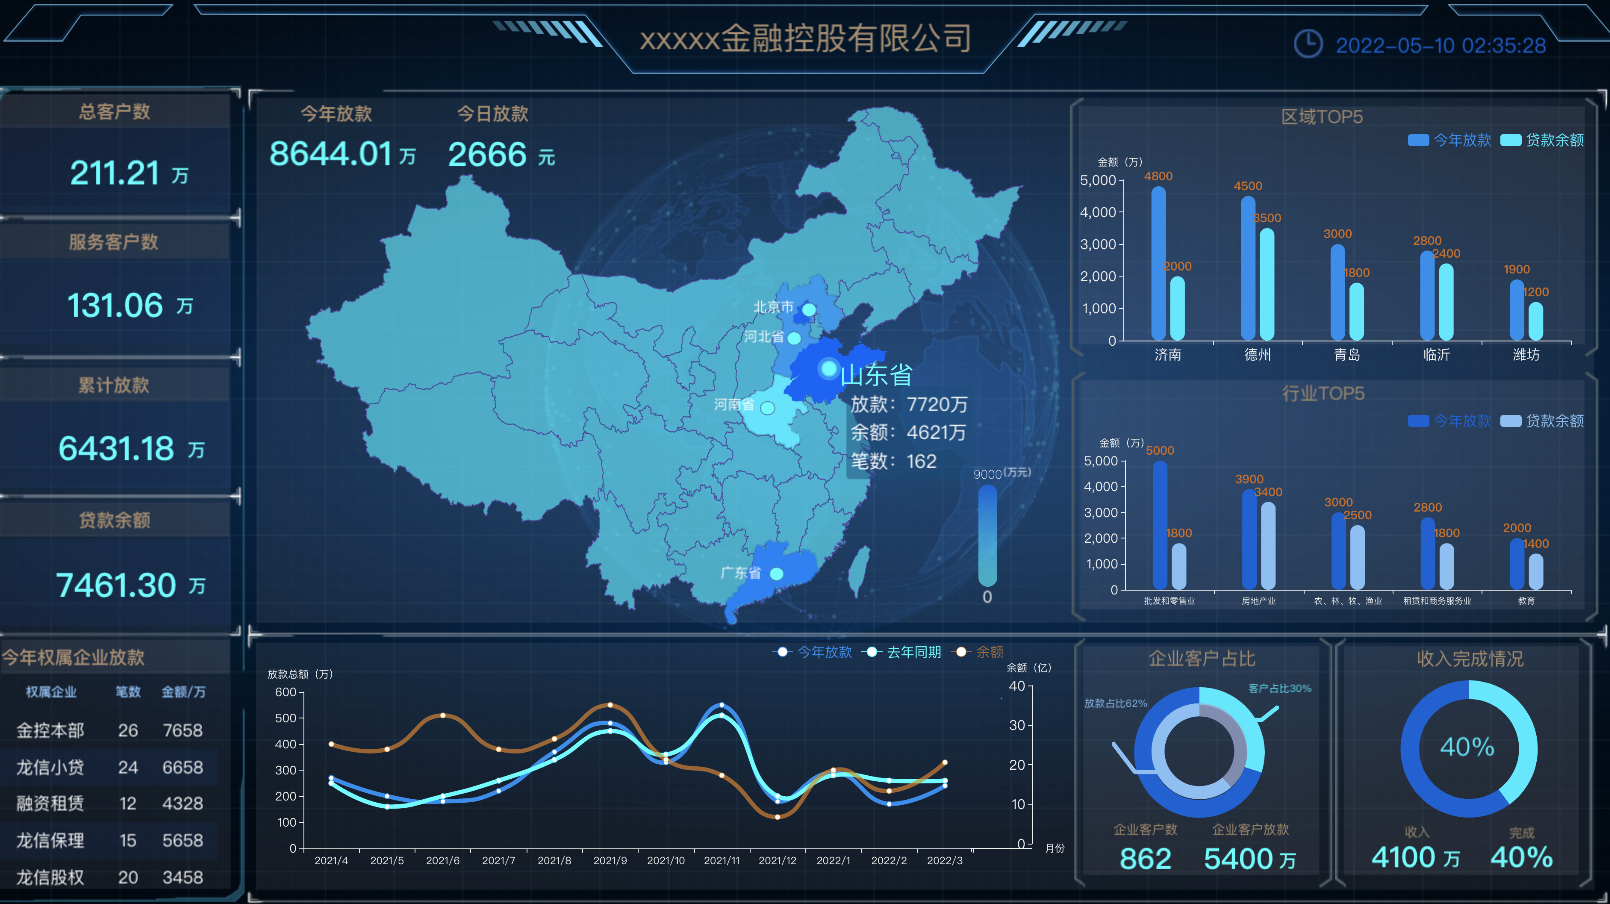 xxxxx金融控股有限公司
2022-05-10 02:35:28
总客户数
211.21 万
服务客户数
131.06 万
累计放款
6431.18 万
贷款余额
7461.30 万
今年权属企业放款
权属企业 笔数 金额/万
金控本部 26 7658
龙信小贷 24 6658
融资租赁 12 4328
龙信保理 15 5658
龙信股权 20 3458
今年放款 今日放款
8644.01 万 2666 元
北京市
河北省
山东省
河南省
放款：7720万
余额：4621万
笔数：162
广东省
9000(万元)
0
区域TOP5
今年放款 贷款余额
金额（万）
5,000
4,000
3,000
2,000
1,000
0
4800 2000 4500 3500 3000 1800 2800 2400 1900 1200
济南 德州 青岛 临沂 潍坊
行业TOP5
今年放款 贷款余额
金额（万）
5,000
4,000
3,000
2,000
1,000
0
5000 1800 3900 3400 3000 2500 2800 1800 2000 1400
批发和零售业 房地产业 农、林、牧、渔业 租赁和商务服务业 教育
今年放款 去年同期 余额
放款总额（万）
余额（亿）
600
500
400
300
200
100
0
40
30
20
10
0
2021/4 2021/5 2021/6 2021/7 2021/8 2021/9 2021/10 2021/11 2021/12 2022/1 2022/2 2022/3
月份
企业客户占比
客户占比30%
放款占比62%
企业客户数 企业客户放款
862 5400 万
收入完成情况
40%
收入 完成
4100 万 40%